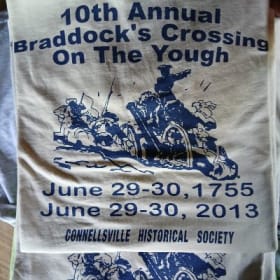 10th Annual
Braddock's Crossing
On The Yough
June 29-30, 1755
June 29-30, 2013
CONNELLSVILLE HISTORICAL SOCIETY